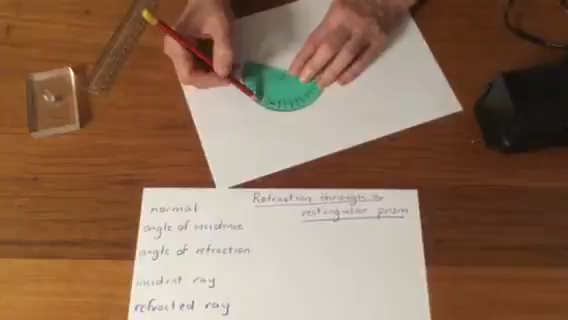 Refraction through a
rectangular prism
normal
angle of incidence
angle of refraction
incident ray
refracted ray